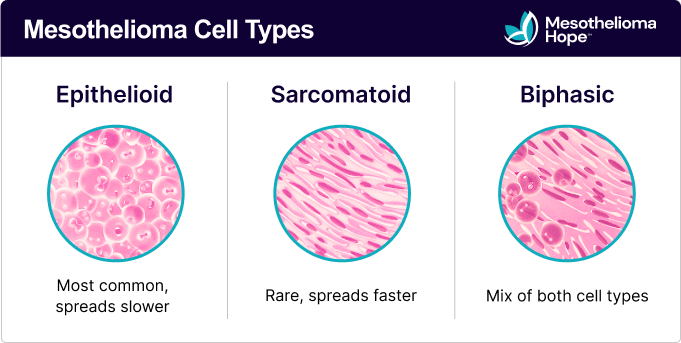 Mesothelioma Cell Types
Mesothelioma
Hope™
Epithelioid
Sarcomatoid
Biphasic
Most common,
spreads slower
Rare, spreads faster
Mix of both cell types